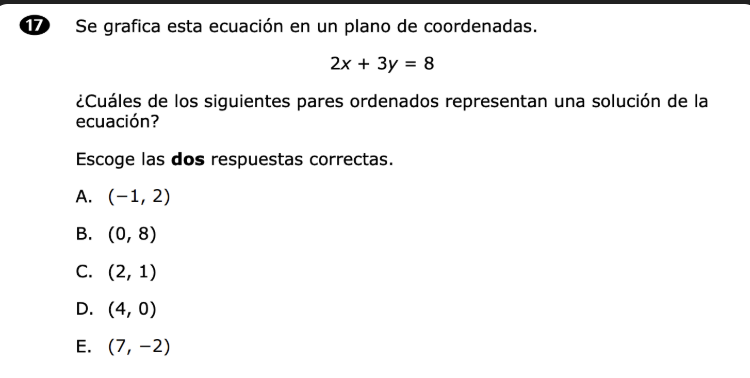 17 Se grafica esta ecuación en un plano de coordenadas.
2x + 3y = 8
¿Cuáles de los siguientes pares ordenados representan una solución de la
ecuación?
Escoge las dos respuestas correctas.
A. (−1, 2)
B. (0, 8)
C. (2, 1)
D. (4, 0)
E. (7, −2)